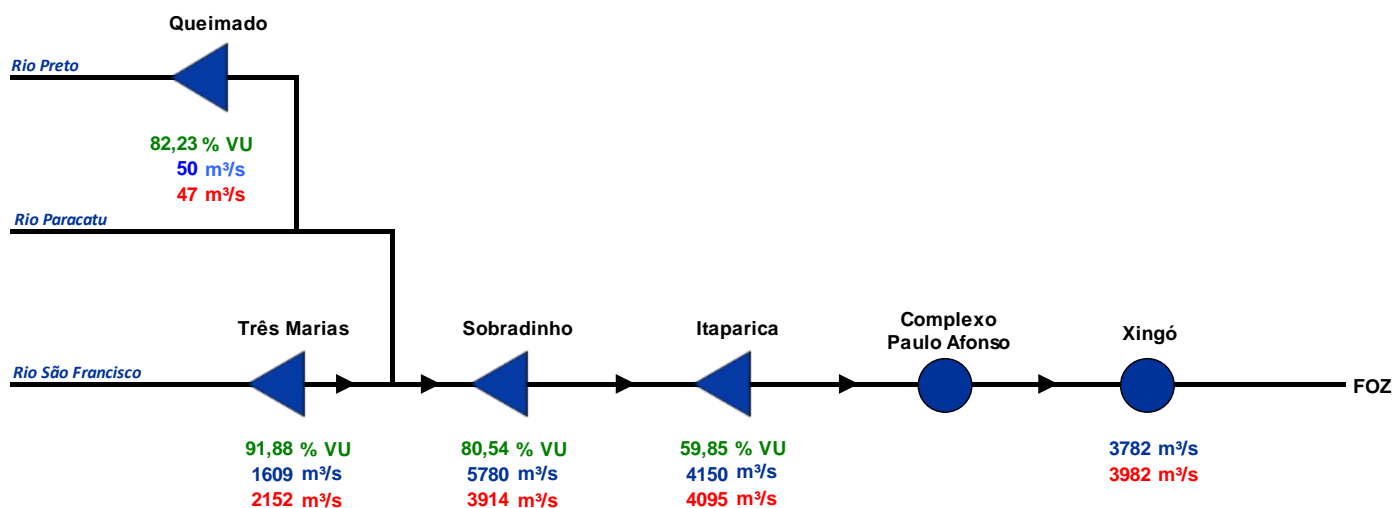 Queimado
Rio Preto
82,23 % VU
50 m³/s
47 m³/s
Rio Paracatu
Três Marias
Sobradinho
Itaparica
Complexo
Paulo Afonso
Xingó
Rio São Francisco
FOZ
91,88 % VU
1609 m³/s
2152 m³/s
80,54 % VU
5780 m³/s
3914 m³/s
59,85 % VU
4150 m³/s
4095 m³/s
3782 m³/s
3982 m³/s